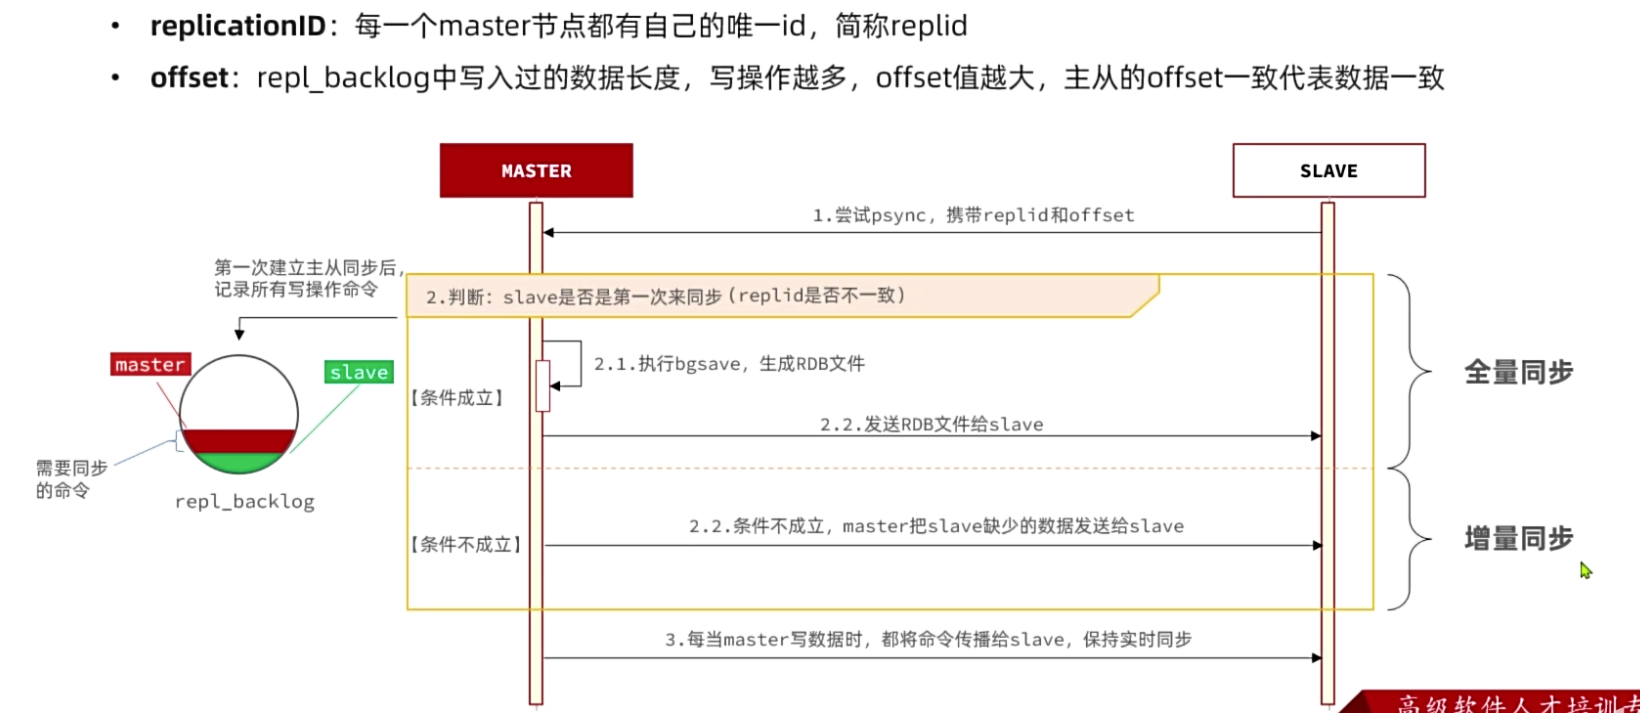 • replicationID：每一个master节点都有自己的唯一id，简称replid
• offset：repl_backlog中写入过的数据长度，写操作越多，offset值越大，主从的offset一致代表数据一致
MASTER
SLAVE
1.尝试psync，携带replid和offset
第一次建立主从同步后，
记录所有写操作命令
2.判断：slave是否是第一次来同步(replid是否不一致)
master
slave
2.1.执行bgsave，生成RDB文件
全量同步
【条件成立】
2.2.发送RDB文件给slave
需要同步
的命令
repl_backlog
2.2.条件不成立，master把slave缺少的数据发送给slave
【条件不成立】
增量同步
3.每当master写数据时，都将命令传播给slave，保持实时同步
高级软件人才培训专